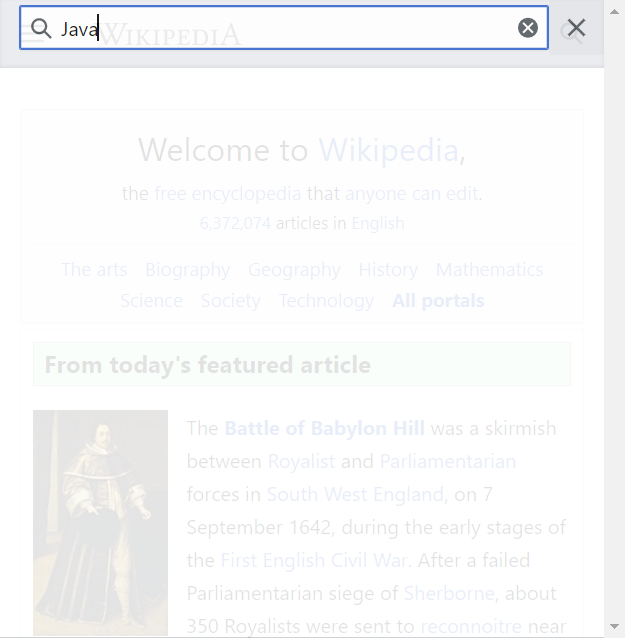 Java
WIKIPEDIA
Welcome to Wikipedia,
the free encyclopedia that anyone can edit.
6,372,074 articles in English
The arts Biography Geography History Mathematics
Science Society Technology All portals
From today's featured article
The Battle of Babylon Hill was a skirmish
between Royalist and Parliamentarian
forces in South West England, on 7
September 1642, during the early stages of
the First English Civil War. After a failed
Parliamentarian siege of Sherborne, about
350 Royalists were sent to reconnoitre near